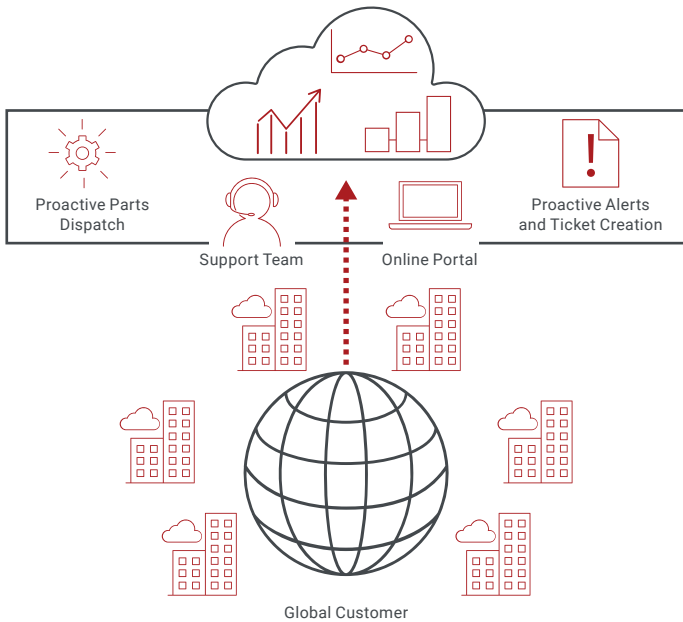 Proactive Parts
Dispatch
Support Team
Online Portal
Proactive Alerts
and Ticket Creation
Global Customer